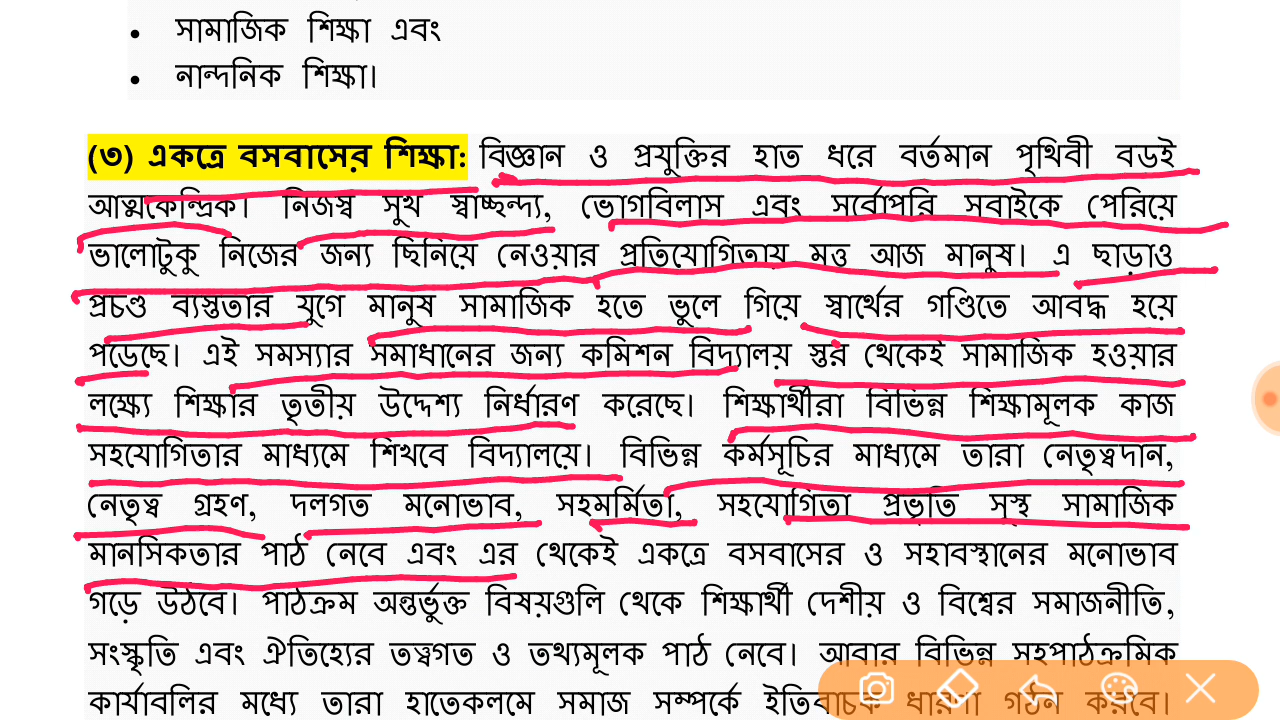 • সামাজিক শিক্ষা এবং
• নান্দনিক শিক্ষা।
(৩) একত্রে বসবাসের শিক্ষা: বিজ্ঞান ও প্রযুক্তির হাত ধরে বর্তমান পৃথিবী বড়ই
আত্মকেন্দ্রিক। নিজস্ব সুখ স্বাচ্ছন্দ্য, ভোগবিলাস এবং সর্বোপরি সবাইকে পেরিয়ে
ভালোটুকু নিজের জন্য ছিনিয়ে নেওয়ার প্রতিযোগিতায় মত্ত আজ মানুষ। এ ছাড়াও
প্রচণ্ড ব্যস্ততার যুগে মানুষ সামাজিক হতে ভুলে গিয়ে স্বার্থের গণ্ডিতে আবদ্ধ হয়ে
পড়েছে। এই সমস্যার সমাধানের জন্য কমিশন বিদ্যালয় স্তর থেকেই সামাজিক হওয়ার
লক্ষ্যে শিক্ষার তৃতীয় উদ্দেশ্য নির্ধারণ করেছে। শিক্ষার্থীরা বিভিন্ন শিক্ষামূলক কাজ
সহযোগিতার মাধ্যমে শিখবে বিদ্যালয়ে। বিভিন্ন কর্মসূচির মাধ্যমে তারা নেতৃত্বদান,
নেতৃত্ব গ্রহণ, দলগত মনোভাব, সহমর্মিতা, সহযোগিতা প্রভৃতি সুস্থ সামাজিক
মানসিকতার পাঠ নেবে এবং এর থেকেই একত্রে বসবাসের ও সহাবস্থানের মনোভাব
গড়ে উঠবে। পাঠক্রম অন্তর্ভুক্ত বিষয়গুলি থেকে শিক্ষার্থী দেশীয় ও বিশ্বের সমাজনীতি,
সংস্কৃতি এবং ঐতিহ্যের তত্ত্বগত ও তথ্যমূলক পাঠ নেবে। আবার বিভিন্ন সহপাঠক্রমিক
কার্যাবলির মধ্যে তারা হাতেকলমে সমাজ সম্পর্কে ইতিবাচক ধারণা গঠন করবে।